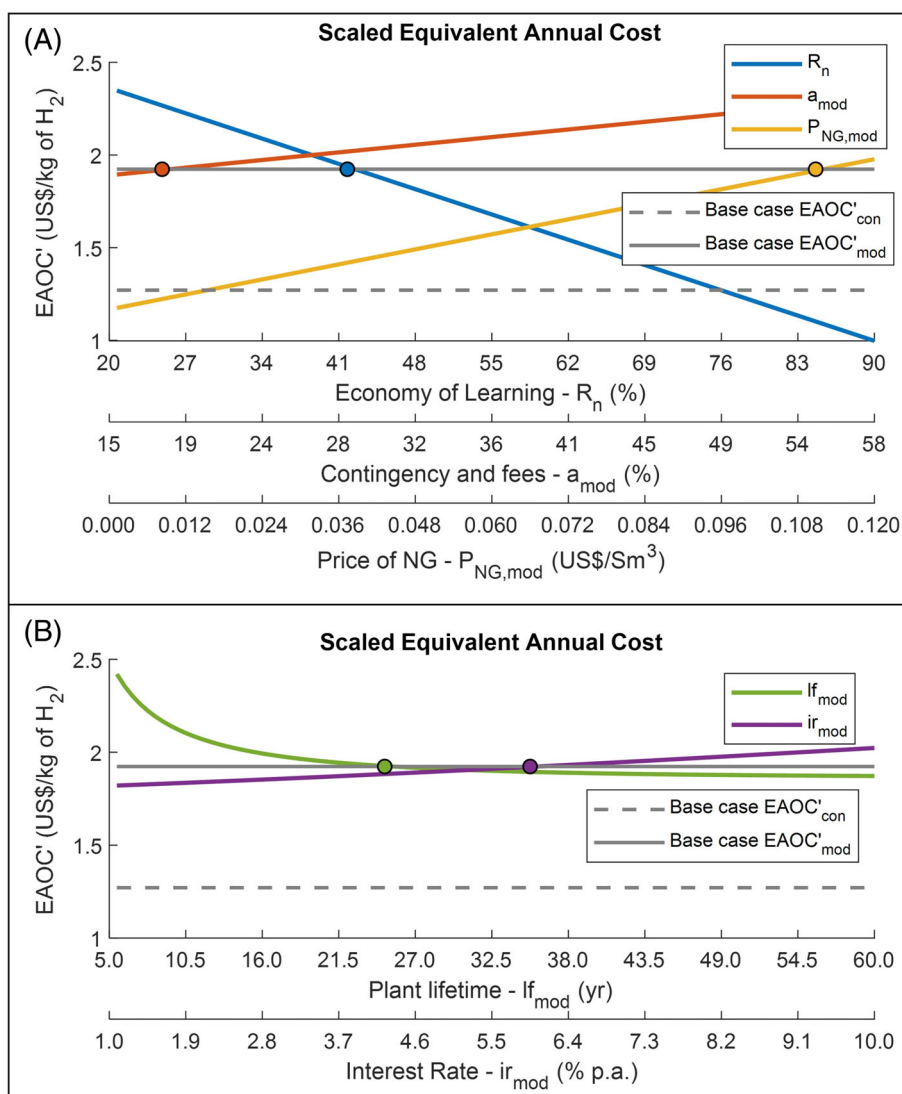 (A)
Scaled Equivalent Annual Cost
EAOC' (US$/kg of H2)
2.5
2
1.5
1
Rn
amod
PNG,mod
Base case EAOC'con
Base case EAOC'mod
20 27 34 41 48 55 62 69 76 83 90
Economy of Learning - Rn (%)
15 19 24 28 32 36 41 45 49 54 58
Contingency and fees - amod (%)
0.000 0.012 0.024 0.036 0.048 0.060 0.072 0.084 0.096 0.108 0.120
Price of NG - PNG,mod (US$/Sm3)
(B)
Scaled Equivalent Annual Cost
EAOC' (US$/kg of H2)
2.5
2
1.5
1
lfmod
irmod
Base case EAOC'con
Base case EAOC'mod
5.0 10.5 16.0 21.5 27.0 32.5 38.0 43.5 49.0 54.5 60.0
Plant lifetime - lfmod (yr)
1.0 1.9 2.8 3.7 4.6 5.5 6.4 7.3 8.2 9.1 10.0
Interest Rate - irmod (% p.a.)